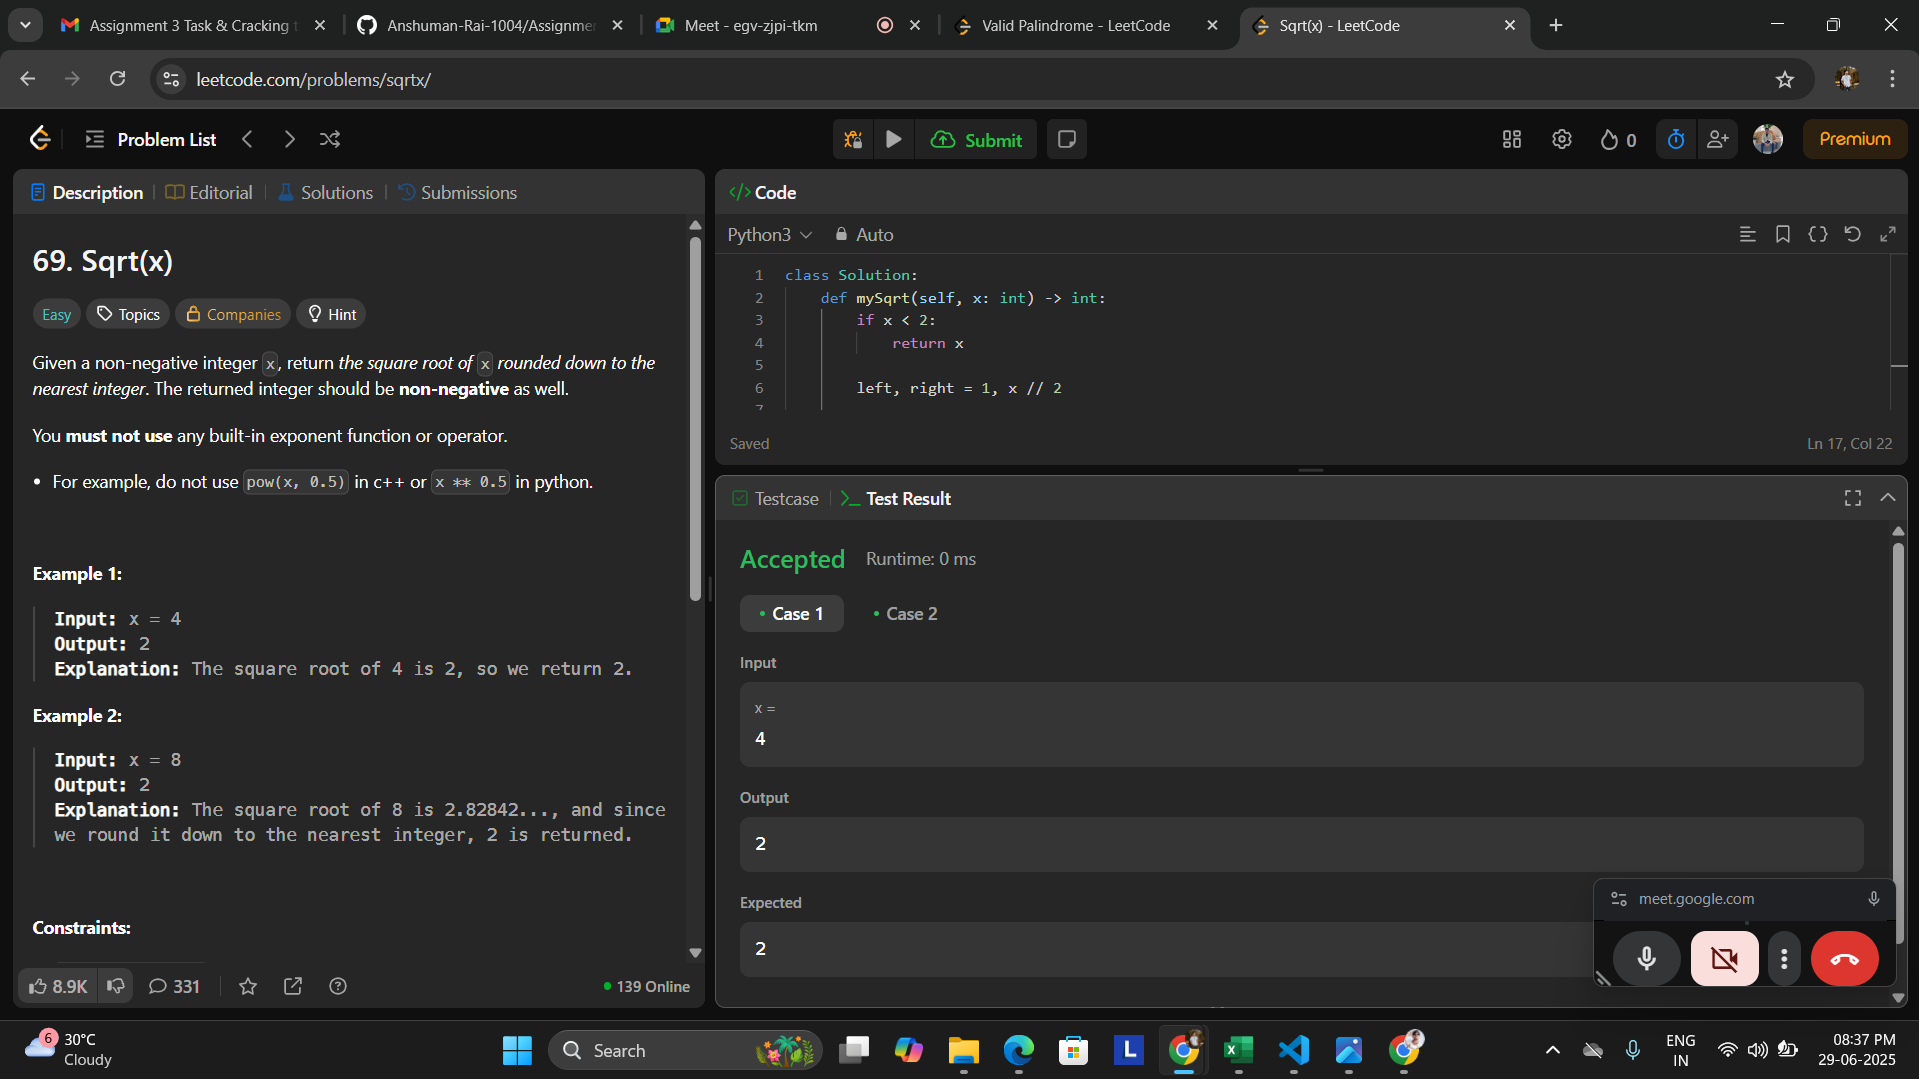 Assignment 3 Task & Cracking t
Anshuman-Rai-1004/Assignmer
Meet - egv-zjpi-tkm
Valid Palindrome - LeetCode
Sqrt(x) - LeetCode
leetcode.com/problems/sqrtx/
Problem List
Submit
0
Premium
Description
Editorial
Solutions
Submissions
69. Sqrt(x)
Easy
Topics
Companies
Hint
Given a non-negative integer x, return the square root of x rounded down to the
nearest integer. The returned integer should be non-negative as well.
You must not use any built-in exponent function or operator.
• For example, do not use pow(x, 0.5) in c++ or x ** 0.5 in python.
Example 1:
Input: x = 4
Output: 2
Explanation: The square root of 4 is 2, so we return 2.
Example 2:
Input: x = 8
Output: 2
Explanation: The square root of 8 is 2.82842..., and since
we round it down to the nearest integer, 2 is returned.
Constraints:
8.9K
331
139 Online
</> Code
Python3
Auto
1 class Solution:
2 def mySqrt(self, x: int) -> int:
3 if x < 2:
4 return x
5
6 left, right = 1, x // 2
7
Saved
Ln 17, Col 22
Testcase
Test Result
Accepted
Runtime: 0 ms
• Case 1
• Case 2
Input
x =
4
Output
2
Expected
2
meet.google.com
6
30°C
Cloudy
Search
L
ENG
IN
08:37 PM
29-06-2025